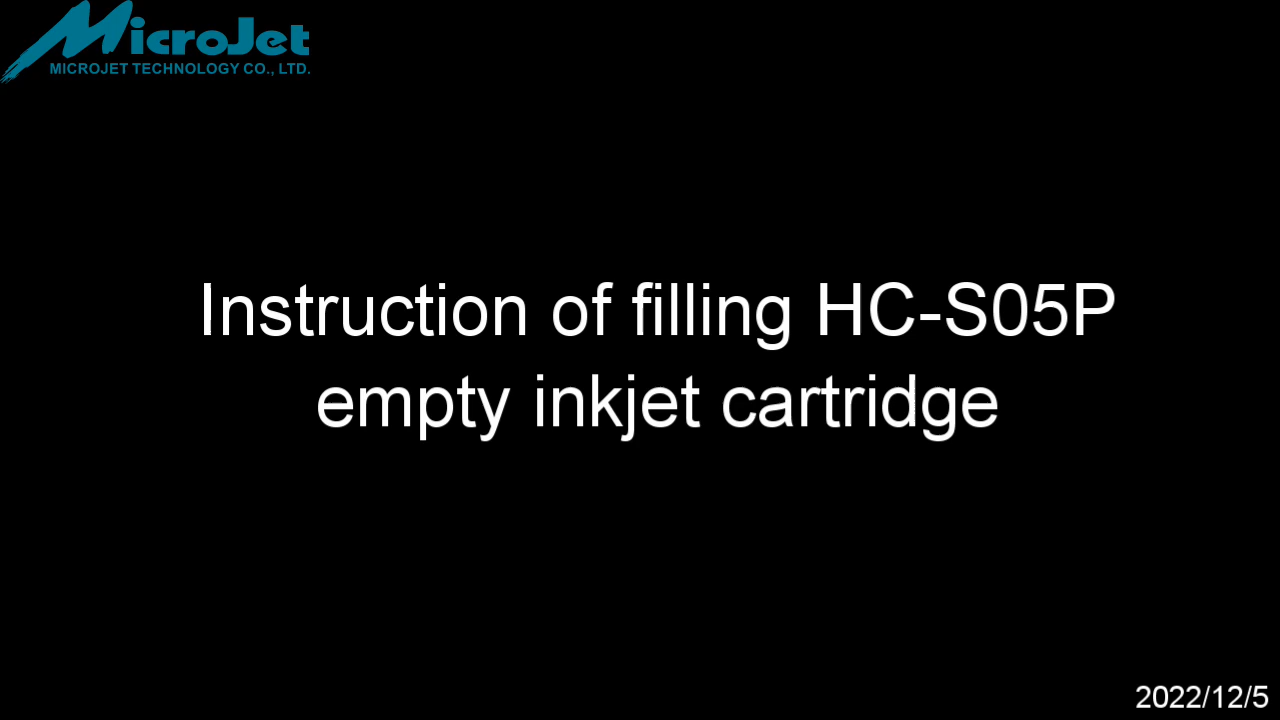 MicroJet
MICROJET TECHNOLOGY CO., LTD.
Instruction of filling HC-S05P
empty inkjet cartridge
2022/12/5